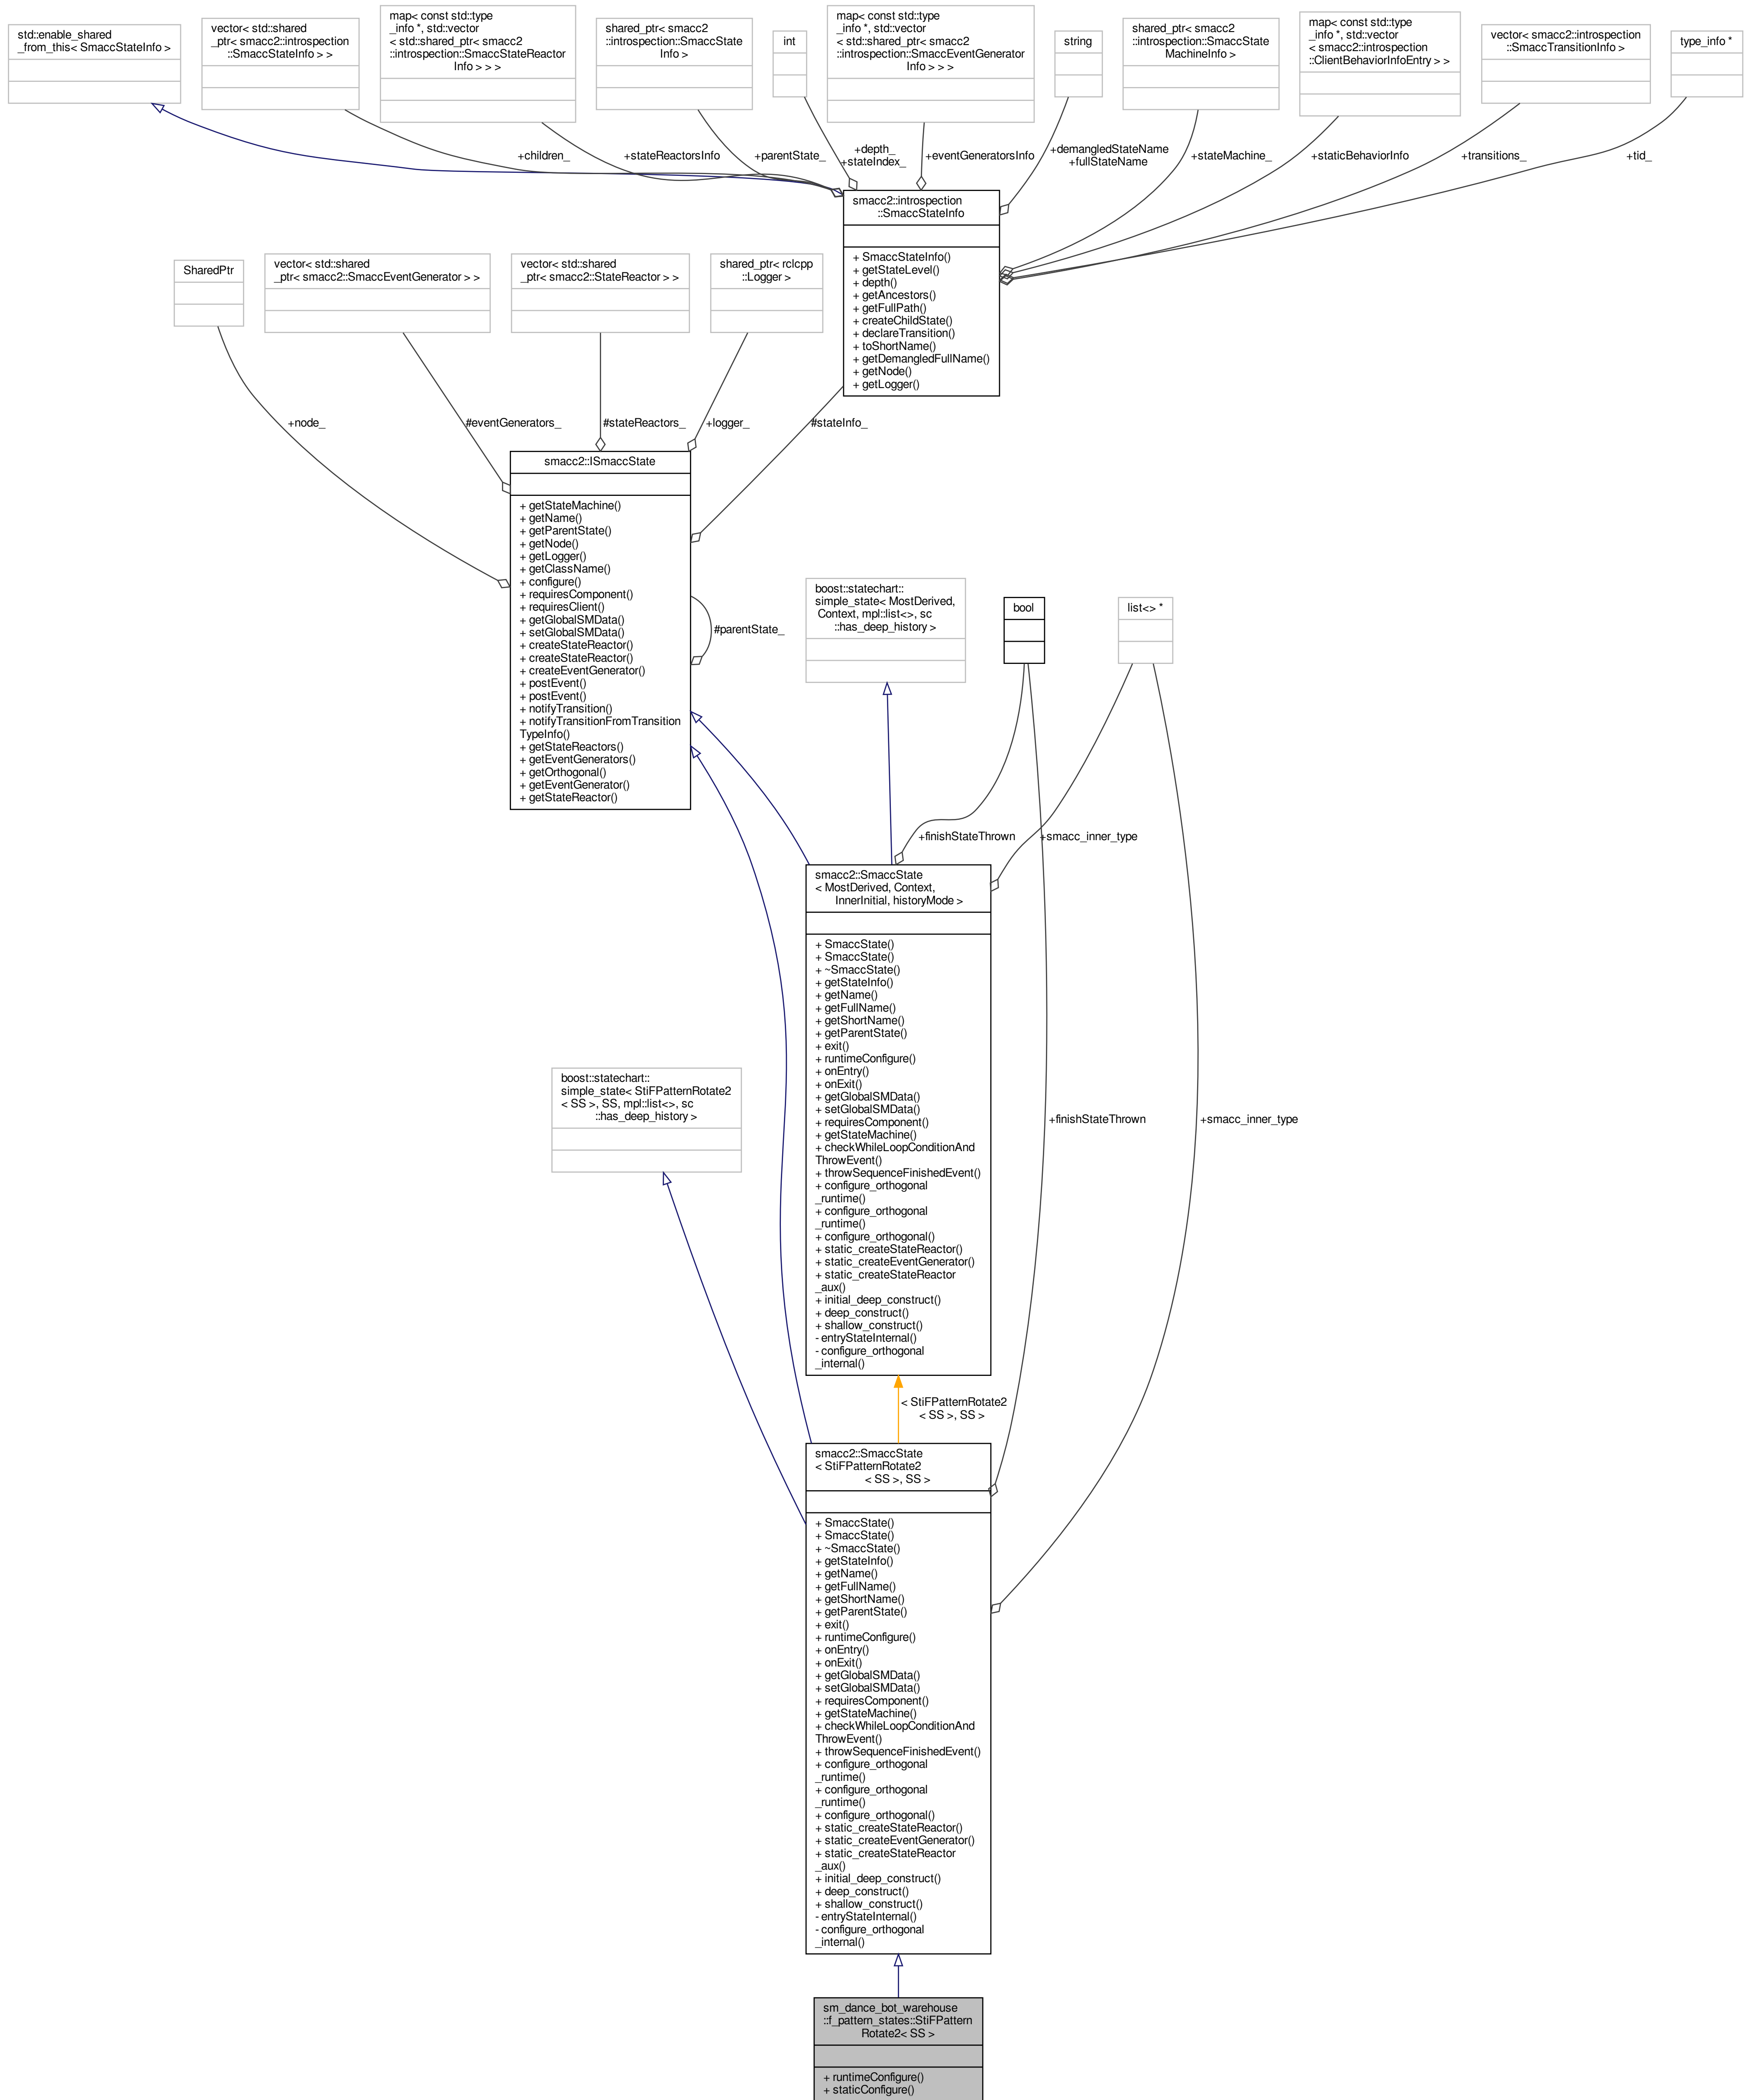 std::enable_shared
_from_this< SmaccStateInfo >
vector< std::shared
_ptr< smacc2::introspection
::SmaccStateInfo > >
map< const std::type
_info *, std::vector
< std::shared_ptr< smacc2
::introspection::SmaccStateReactor
Info > > >
shared_ptr< smacc2
::introspection::SmaccState
Info >
int
map< const std::type
_info *, std::vector
< std::shared_ptr< smacc2
::introspection::SmaccEventGenerator
Info > > >
string
shared_ptr< smacc2
::introspection::SmaccState
MachineInfo >
map< const std::type
_info *, std::vector
< smacc2::introspection
::ClientBehaviorInfoEntry > >
vector< smacc2::introspection
::SmaccTransitionInfo >
type_info *
+children_
+stateReactorsInfo
+parentState_
+depth_
+stateIndex_
+eventGeneratorsInfo
+demangledStateName
+fullStateName
+stateMachine_
+staticBehaviorInfo
+transitions_
+tid_
smacc2::introspection
::SmaccStateInfo
+ SmaccStateInfo()
+ getStateLevel()
+ depth()
+ getAncestors()
+ getFullPath()
+ createChildState()
+ declareTransition()
+ toShortName()
+ getDemangledFullName()
+ getNode()
+ getLogger()
SharedPtr
vector< std::shared
_ptr< smacc2::SmaccEventGenerator > >
vector< std::shared
_ptr< smacc2::StateReactor > >
shared_ptr< rclcpp
::Logger >
+node_
#eventGenerators_
#stateReactors_
+logger_
#stateInfo_
smacc2::ISmaccState
+ getStateMachine()
+ getName()
+ getParentState()
+ getNode()
+ getLogger()
+ getClassName()
+ configure()
+ requiresComponent()
+ requiresClient()
+ getGlobalSMData()
+ setGlobalSMData()
+ createStateReactor()
+ createStateReactor()
+ createEventGenerator()
+ postEvent()
+ postEvent()
+ notifyTransition()
+ notifyTransitionFromTransition
TypeInfo()
+ getStateReactors()
+ getEventGenerators()
+ getOrthogonal()
+ getEventGenerator()
+ getStateReactor()
#parentState_
boost::statechart::
simple_state< MostDerived,
Context, mpl::list<>, sc
::has_deep_history >
bool
list<> *
+finishStateThrown
+smacc_inner_type
smacc2::SmaccState
< MostDerived, Context,
InnerInitial, historyMode >
+ SmaccState()
+ SmaccState()
+ ~SmaccState()
+ getStateInfo()
+ getName()
+ getFullName()
+ getShortName()
+ getParentState()
+ exit()
+ runtimeConfigure()
+ onEntry()
+ onExit()
+ getGlobalSMData()
+ setGlobalSMData()
+ requiresComponent()
+ getStateMachine()
+ checkWhileLoopConditionAnd
ThrowEvent()
+ throwSequenceFinishedEvent()
+ configure_orthogonal
_runtime()
+ configure_orthogonal
_runtime()
+ configure_orthogonal()
+ static_createStateReactor()
+ static_createEventGenerator()
+ static_createStateReactor
_aux()
+ initial_deep_construct()
+ deep_construct()
+ shallow_construct()
- entryStateInternal()
- configure_orthogonal
_internal()
boost::statechart::
simple_state< StiFPatternRotate2
< SS >, SS, mpl::list<>, sc
::has_deep_history >
+finishStateThrown
+smacc_inner_type
< StiFPatternRotate2
< SS >, SS >
smacc2::SmaccState
< StiFPatternRotate2
< SS >, SS >
+ SmaccState()
+ SmaccState()
+ ~SmaccState()
+ getStateInfo()
+ getName()
+ getFullName()
+ getShortName()
+ getParentState()
+ exit()
+ runtimeConfigure()
+ onEntry()
+ onExit()
+ getGlobalSMData()
+ setGlobalSMData()
+ requiresComponent()
+ getStateMachine()
+ checkWhileLoopConditionAnd
ThrowEvent()
+ throwSequenceFinishedEvent()
+ configure_orthogonal
_runtime()
+ configure_orthogonal
_runtime()
+ configure_orthogonal()
+ static_createStateReactor()
+ static_createEventGenerator()
+ static_createStateReactor
_aux()
+ initial_deep_construct()
+ deep_construct()
+ shallow_construct()
- entryStateInternal()
- configure_orthogonal
_internal()
sm_dance_bot_warehouse
::f_pattern_states::StiFPattern
Rotate2< SS >
+ runtimeConfigure()
+ staticConfigure()